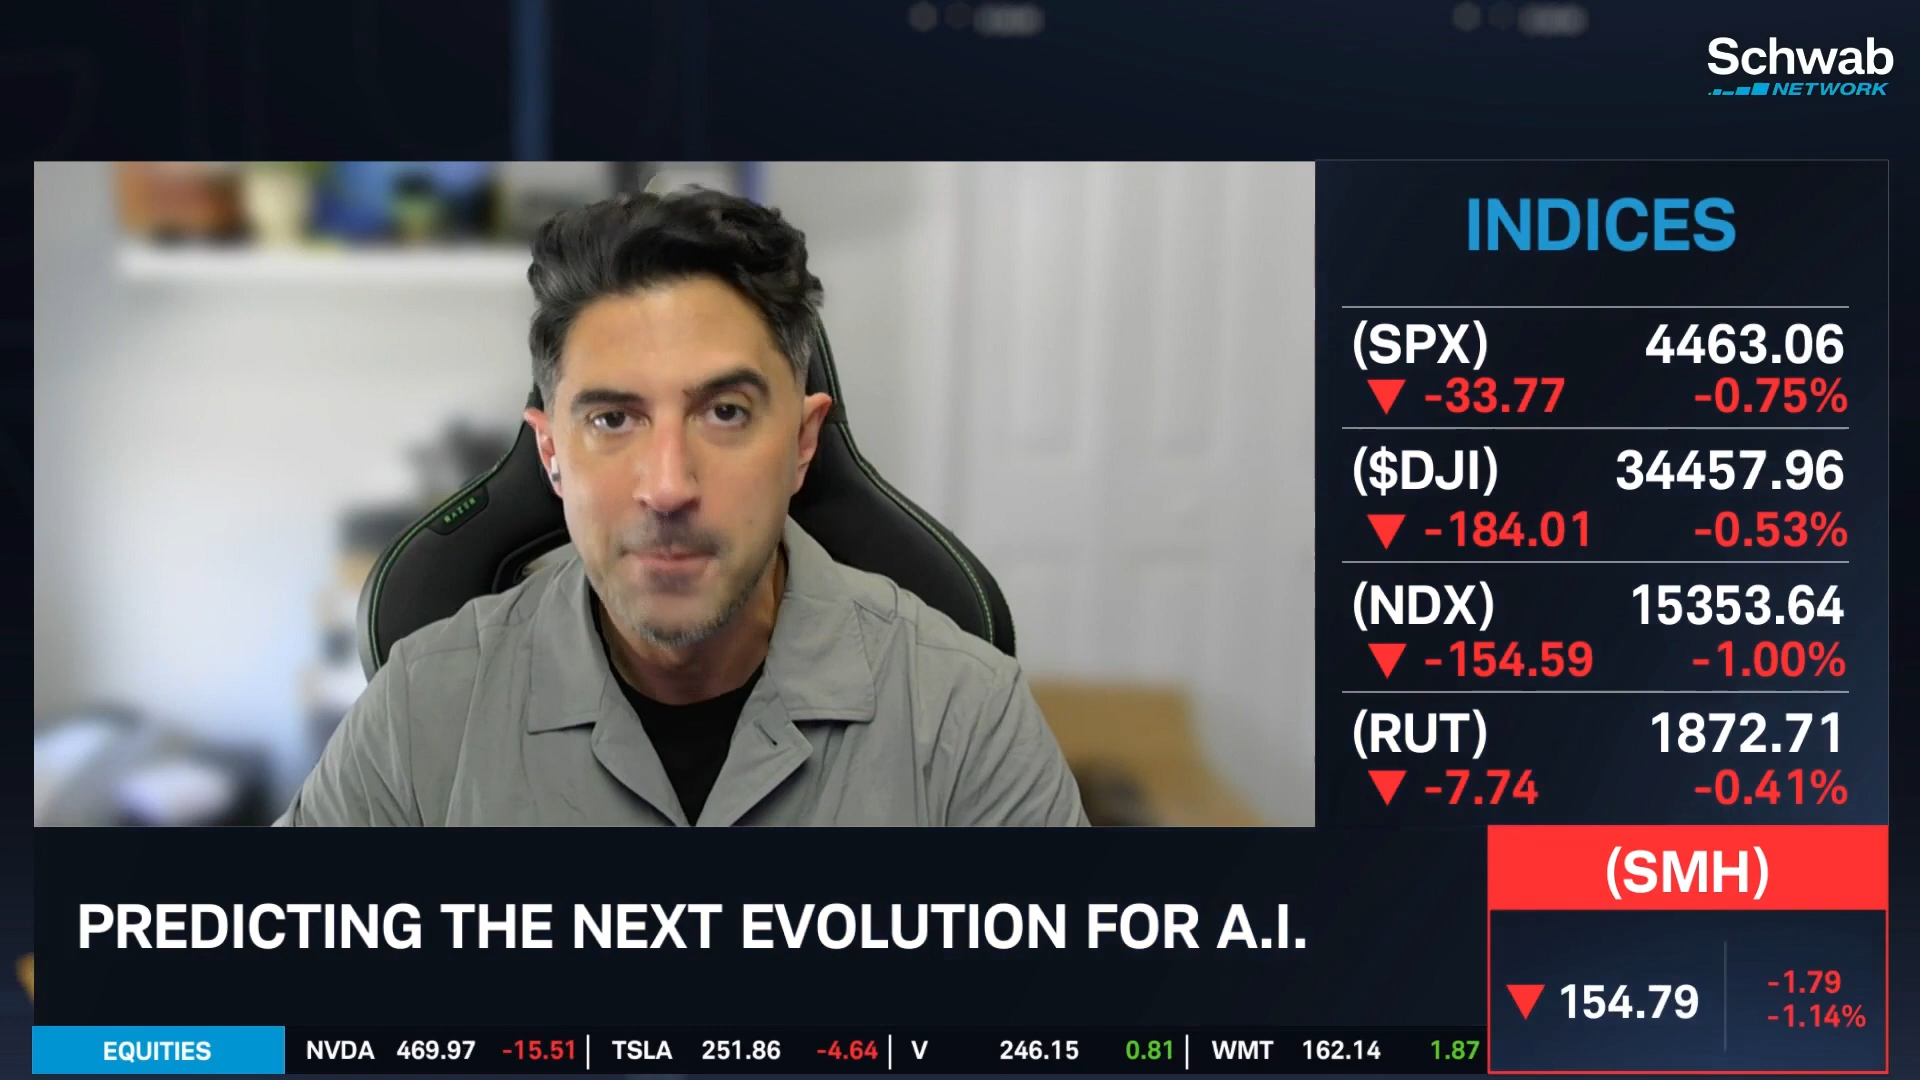 Schwab
NETWORK
RAZER
INDICES
(SPX) 4463.06
▼ -33.77 -0.75%
($DJI) 34457.96
▼ -184.01 -0.53%
(NDX) 15353.64
▼ -154.59 -1.00%
(RUT) 1872.71
▼ -7.74 -0.41%
PREDICTING THE NEXT EVOLUTION FOR A.I.
(SMH)
▼ 154.79 -1.79
-1.14%
EQUITIES NVDA 469.97 -15.51 | TSLA 251.86 -4.64 | V 246.15 0.81 | WMT 162.14 1.87